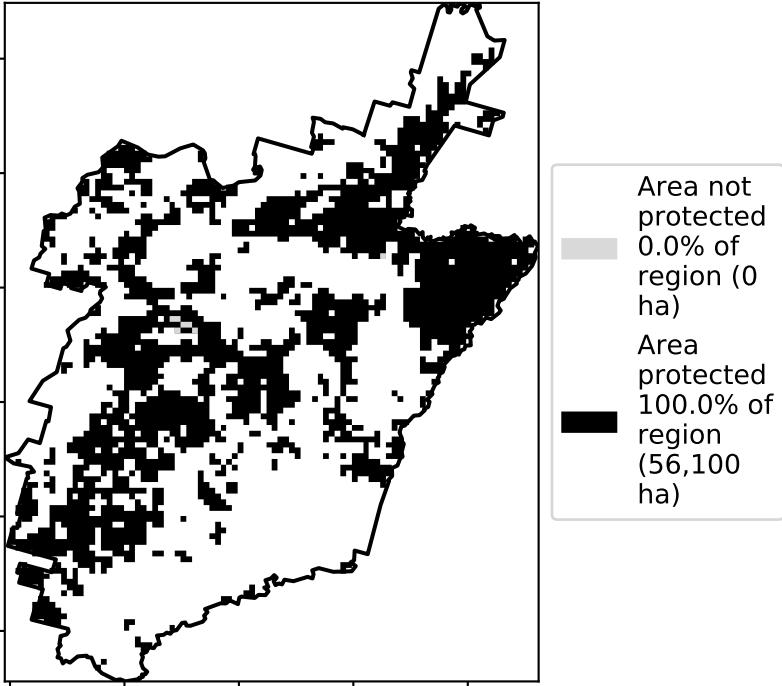 Area not
protected
0.0% of
region (0
ha)
Area
protected
100.0% of
region
(56,100
ha)